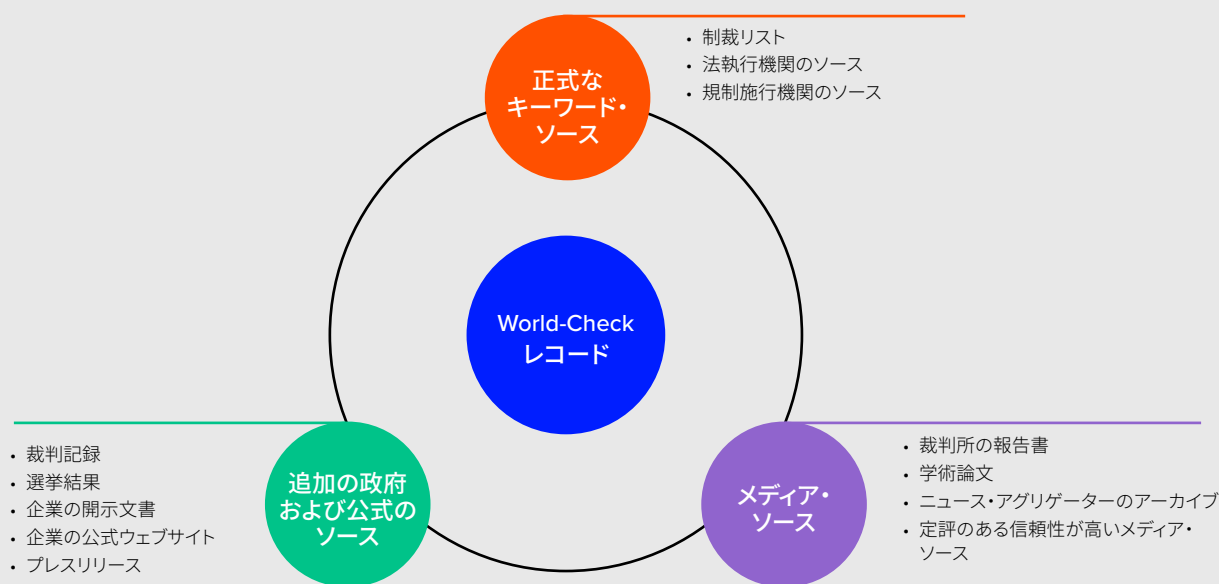 正式な
キーワード・
ソース
• 制裁リスト
• 法執行機関のソース
• 規制施行機関のソース
World-Check
レコード
追加の政府
および公式の
ソース
• 裁判記録
• 選挙結果
• 企業の開示文書
• 企業の公式ウェブサイト
• プレスリリース
メディア・
ソース
• 裁判所の報告書
• 学術論文
• ニュース・アグリゲーターのアーカイブ
• 定評のある信頼性が高いメディア・
ソース